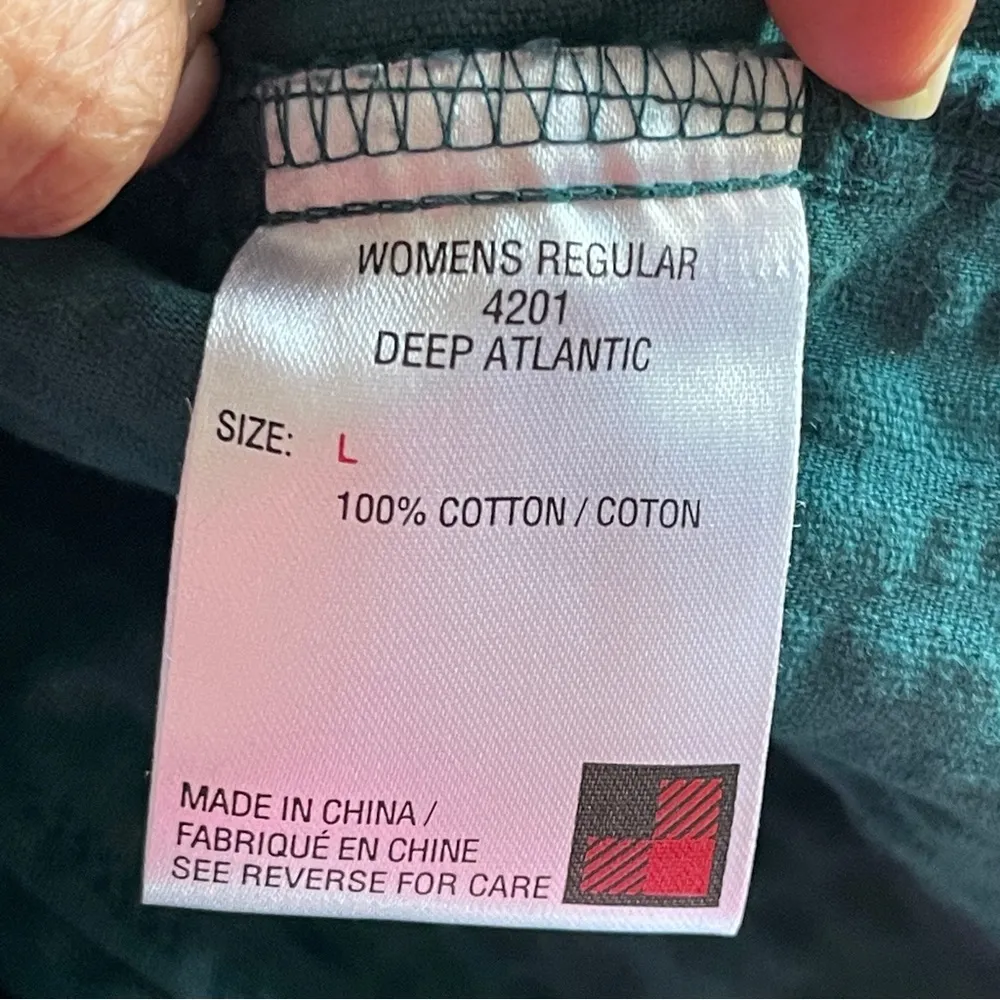 WOMENS REGULAR
4201
DEEP ATLANTIC
SIZE: L
100% COTTON / COTON
MADE IN CHINA /
FABRIQUÉ EN CHINE
SEE REVERSE FOR CARE